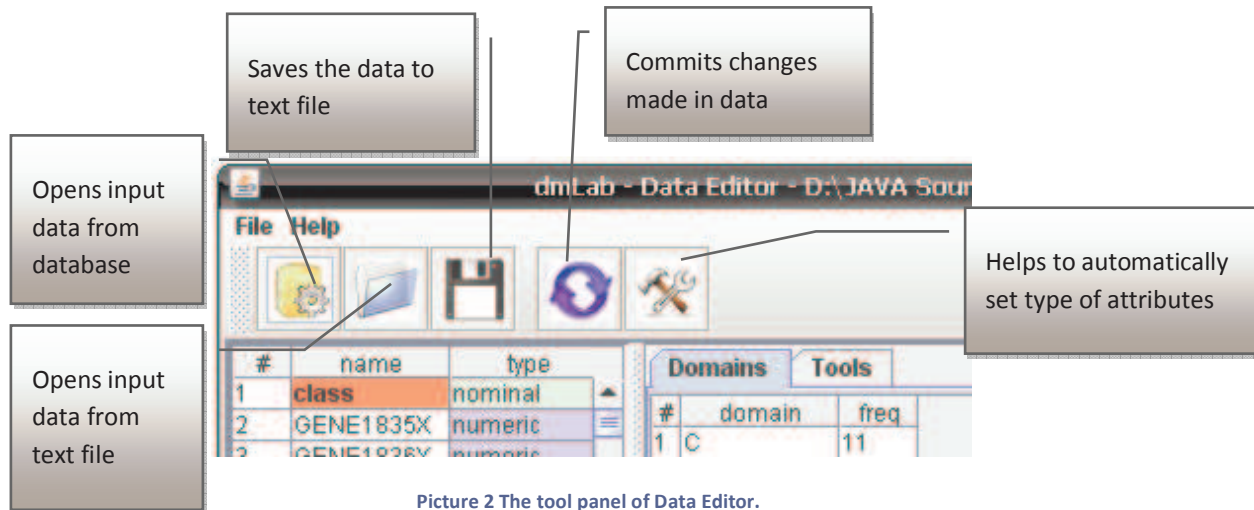 Saves the data to
text file
Commits changes
made in data
Opens input
data from
database
Helps to automatically
set type of attributes
Opens input
data from
text file
dmLab - Data Editor - D:\JAVA Sour
File Help
# name type
1 class nominal
2 GENE1835X numeric
3 GENE1836X numeric
Domains Tools
# domain freq
1 C 11
Picture 2 The tool panel of Data Editor.